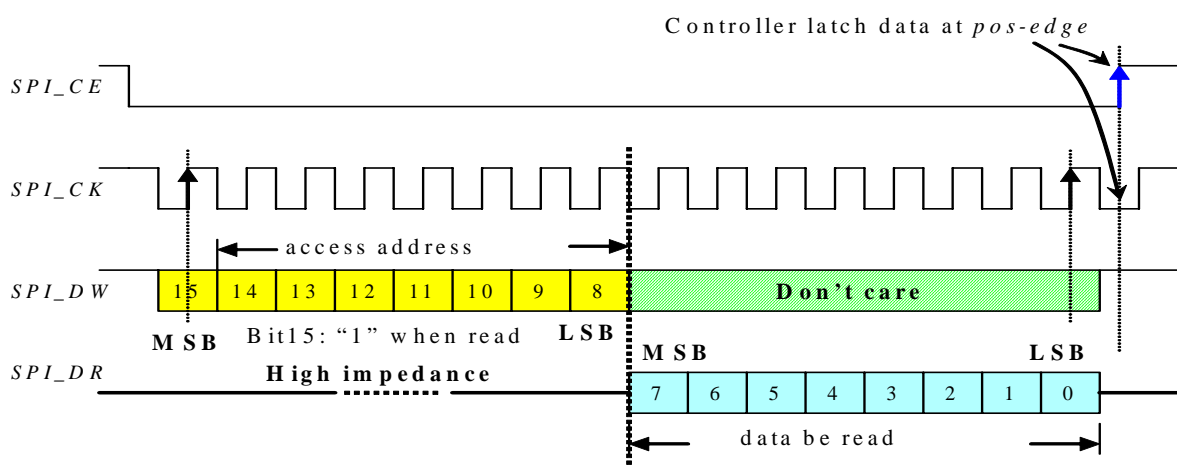 Controller latch data at pos-edge
SPI_CE
SPI_CK
access address
SPI_DW
15 14 13 12 11 10 9 8 Don't care
MSB Bit15: “1” when read LSB
MSB LSB
SPI_DR
High impedance
7 6 5 4 3 2 1 0
data be read